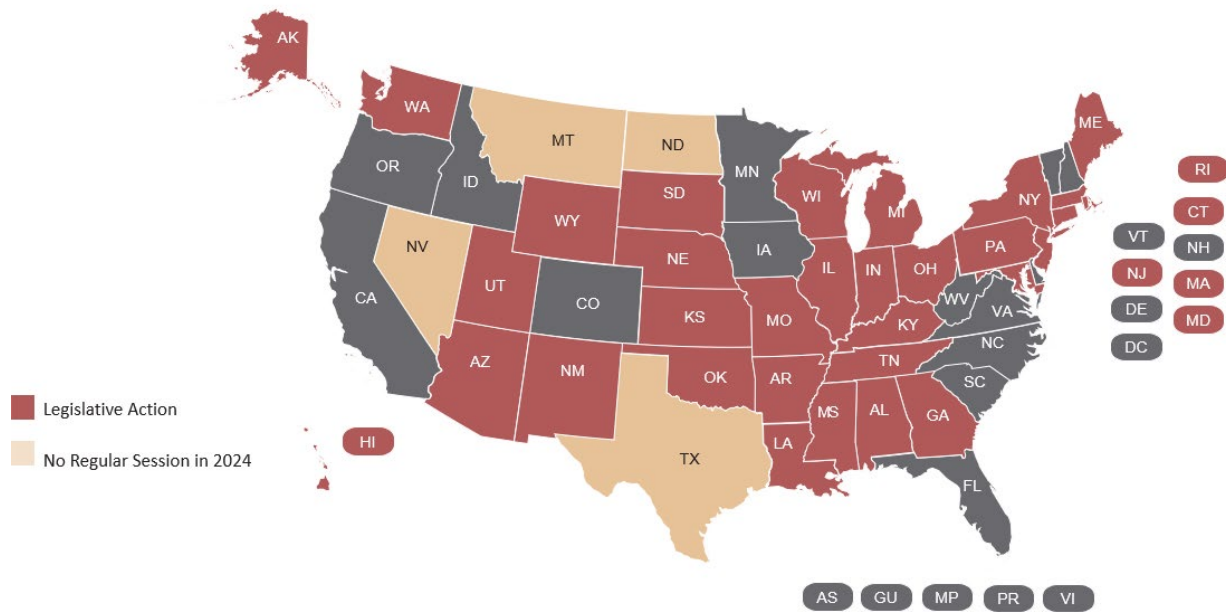 AK
WA
MT
ND
MN
ME
OR
ID
SD
WI
MI
NY
RI
WY
CT
NV
NE
IA
PA
VT
NH
UT
IL
IN
OH
NJ
MA
CA
CO
WV
VA
DE
MD
KS
MO
KY
DC
AZ
NM
OK
AR
TN
NC
SC
Legislative Action
HI
MS
AL
GA
LA
No Regular Session in 2024
TX
FL
AS
GU
MP
PR
VI